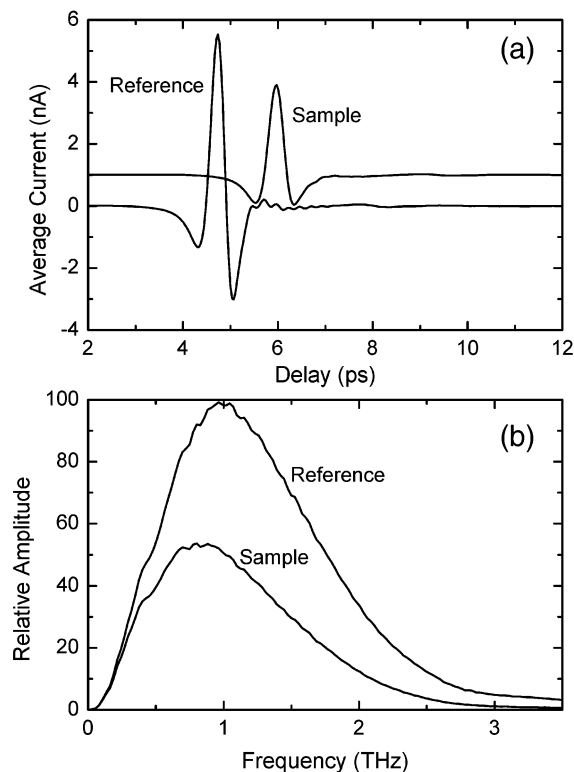 (a)
6
4
2
0
-2
-4
Average Current (nA)
Reference
Sample
2 4 6 8 10 12
Delay (ps)
(b)
100
80
60
40
20
0
Relative Amplitude
Reference
Sample
0 1 2 3
Frequency (THz)